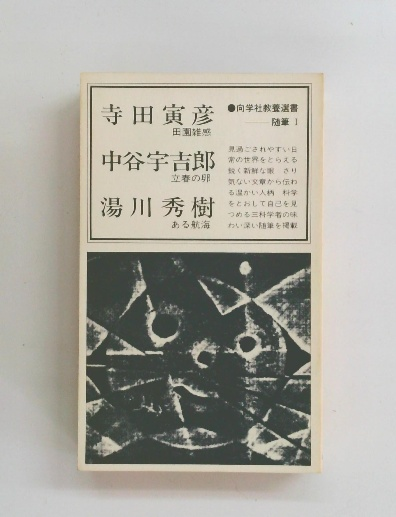 寺田寅彦
田園雑感
中谷宇吉郎
立春の卵
湯川秀樹
ある航海
●向学社教養選書
——随筆 1
見過ごされやすい日
常の世界をとらえる
鋭く新鮮な眼 さり
気ない文章から伝わ
る温かい人柄 科学
をとおして自己を見
つめる三科学者の味
わい深い随筆を掲載